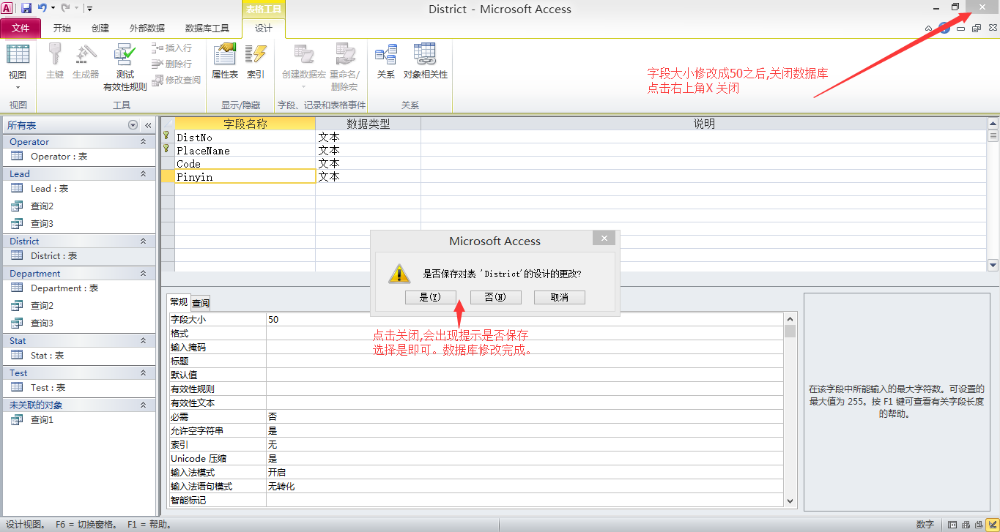 District - Microsoft Access
表格工具
文件 开始 创建 外部数据 数据库工具 设计
视图
主键
生成器
测试
有效性规则
插入行
删除行
修改查阅
属性表
索引
创建数据宏
重命名/
删除宏
关系
对象相关性
视图
工具
显示/隐藏
字段、记录和表格事件
关系
字段大小修改成50之后,关闭数据库
点击右上角X 关闭
所有表
Operator
Operator : 表
Lead
Lead : 表
查询2
查询3
District
District : 表
Department
Department : 表
查询2
查询3
Stat
Stat : 表
Test
Test : 表
未关联的对象
查询1
字段名称 数据类型 说明
DistNo 文本
PlaceName 文本
Code 文本
Pinyin 文本
Microsoft Access
是否保存对表 'District'的设计的更改?
是(Y) 否(N) 取消
点击关闭,会出现提示是否保存
选择是即可。数据库修改完成。
常规 查阅
字段大小 50
格式
输入掩码
标题
默认值
有效性规则
有效性文本
必需 否
允许空字符串 是
索引 无
Unicode 压缩 是
输入法模式 开启
输入法语句模式 无转化
智能标记
在该字段中所能输入的最大字符数。可设置的
最大值为 255。按 F1 键可查看有关字段长度
的帮助。
设计视图。 F6 = 切换窗格。 F1 = 帮助。
数字